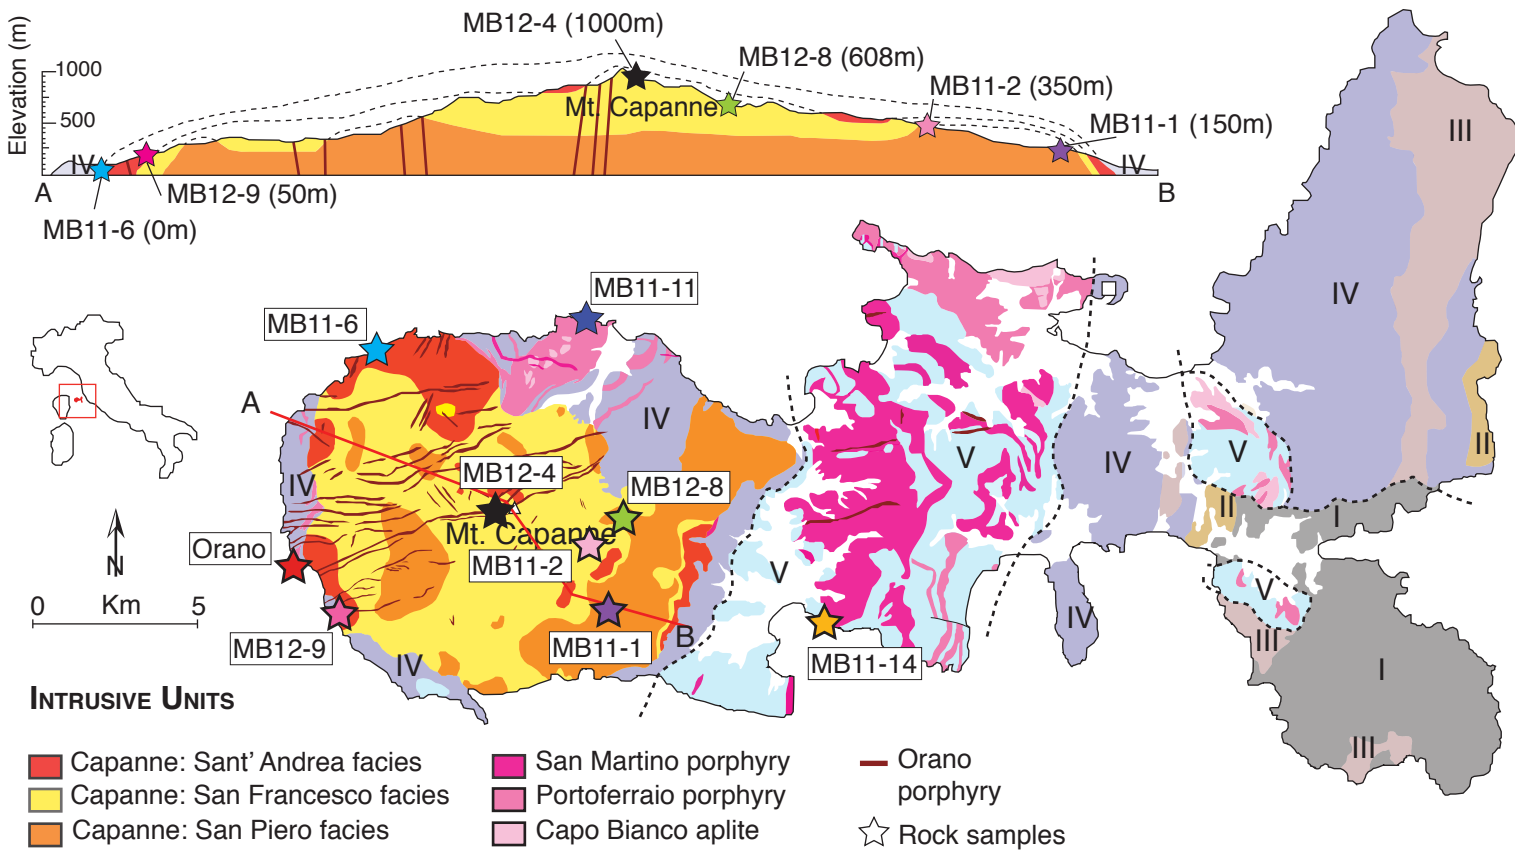 MB12-4 (1000m)
MB12-8 (608m)
MB11-2 (350m)
MB11-1 (150m)
Elevation (m)
1000
500
Mt. Capanne
IV
IV
A
B
MB12-9 (50m)
MB11-6 (0m)
III
IV
II
MB11-11
MB11-6
A
IV
IV
MB12-4
MB12-8
Mt. Capanne
MB11-2
Orano
MB12-9
MB11-1
B
IV
V
V
MB11-14
IV
IV
V
II
I
V
III
I
III
N
0
Km
5
INTRUSIVE UNITS
Capanne: Sant' Andrea facies
Capanne: San Francesco facies
Capanne: San Piero facies
San Martino porphyry
Portoferraio porphyry
Capo Bianco aplite
Orano
porphyry
Rock samples